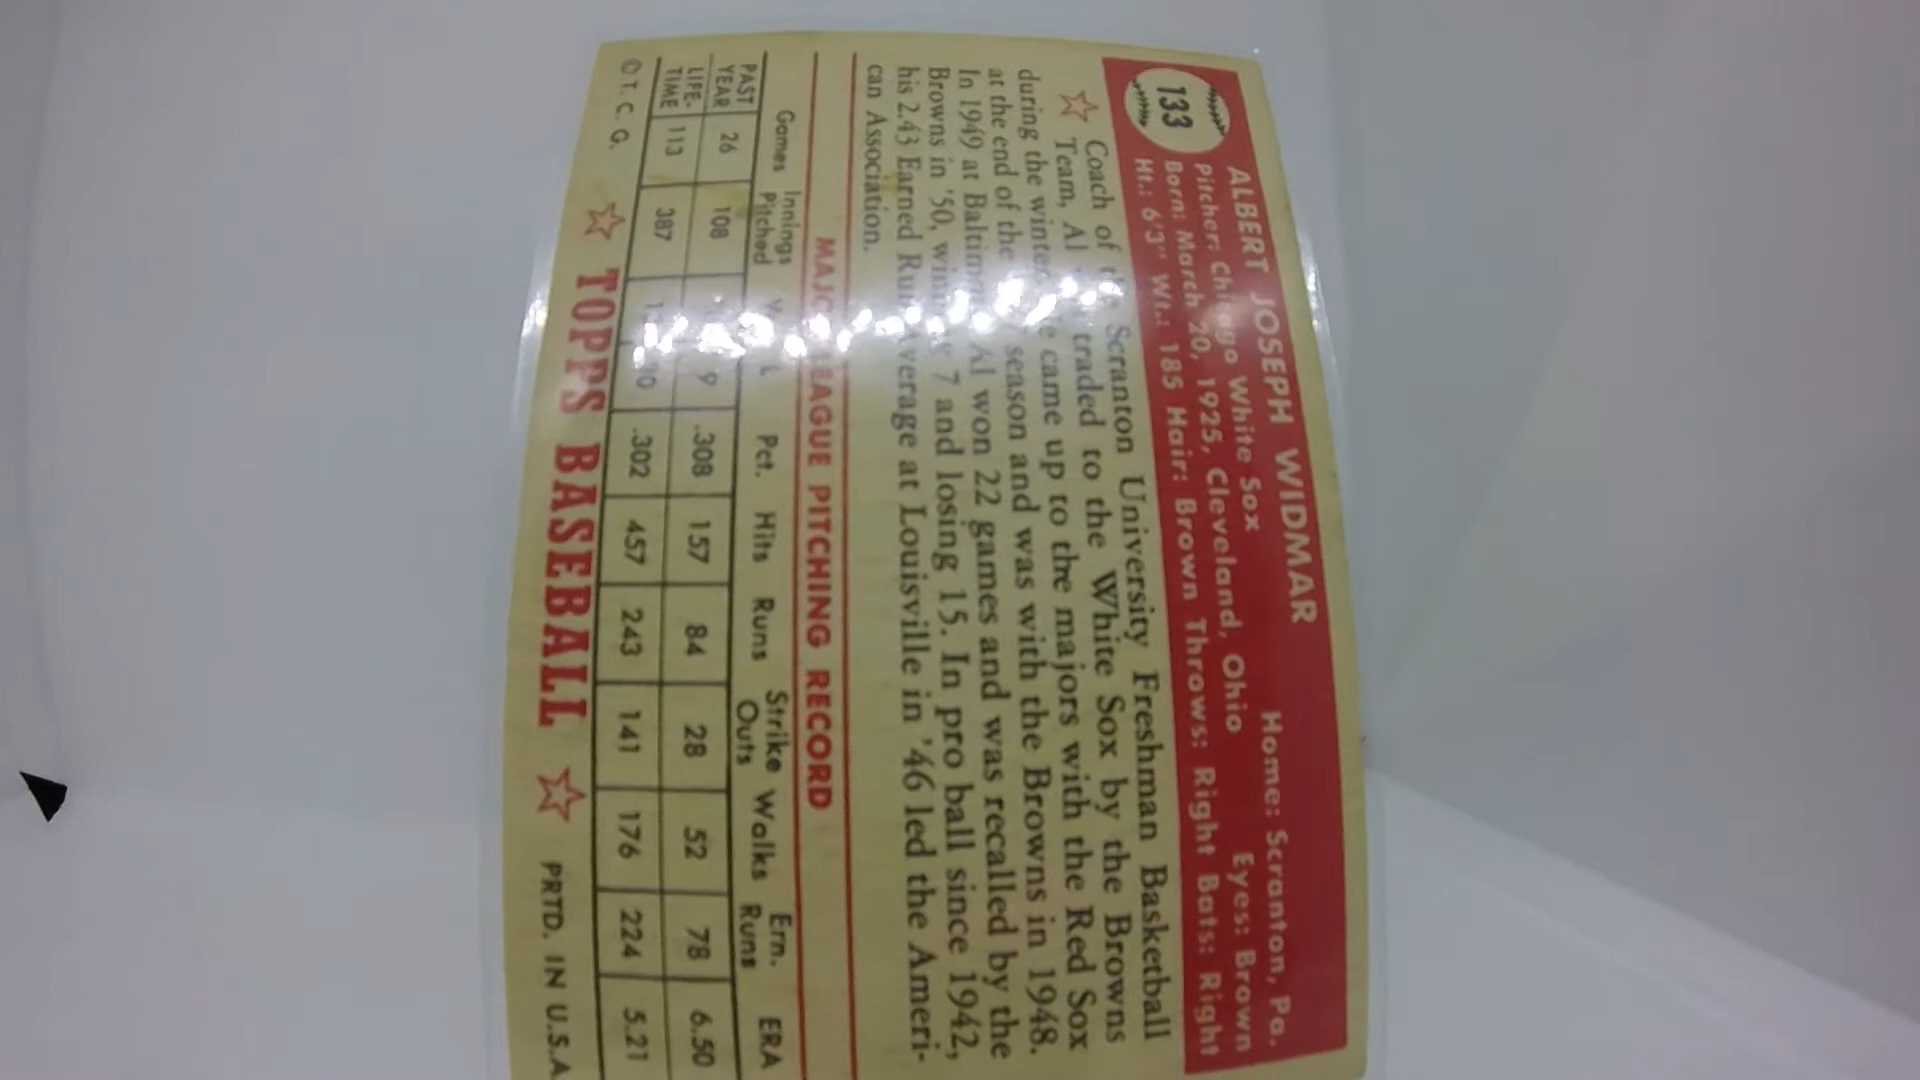 133
ALBERT JOSEPH WIDMAR Home: Scranton, Pa.
Pitcher: Chicago White Sox Eyes: Brown
Born: March 20, 1925, Cleveland, Ohio
Ht.: 6'3" Wt.: 185 Hair: Brown Throws: Right Bats: Right
Coach of the Scranton University Freshman Basketball
Team, Al traded to the White Sox by the Browns
during the winter. came up to the majors with the Red Sox
at the end of the season and was with the Browns in 1948.
In 1949 at Baltimore Al won 22 games and was recalled by the
Browns in '50, winning 7 and losing 15. In pro ball since 1942,
his 2.43 Earned Run Average at Louisville in '46 led the Ameri-
can Association.
MAJOR LEAGUE PITCHING RECORD
Games Innings Pitched L Pct. Hits Runs Strike Outs Walks Ern. Runs ERA
PAST YEAR 26 108 9 .308 157 84 28 52 78 6.50
LIFE-TIME 113 387 .302 457 243 141 176 224 5.21
© T. C. G. TOPPS BASEBALL PRTD. IN U.S.A.